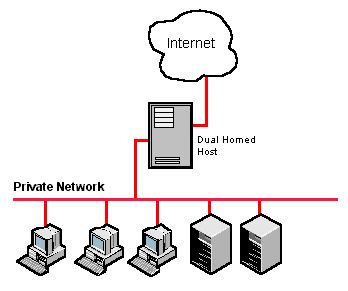 Internet
Dual Homed
Host
Private Network